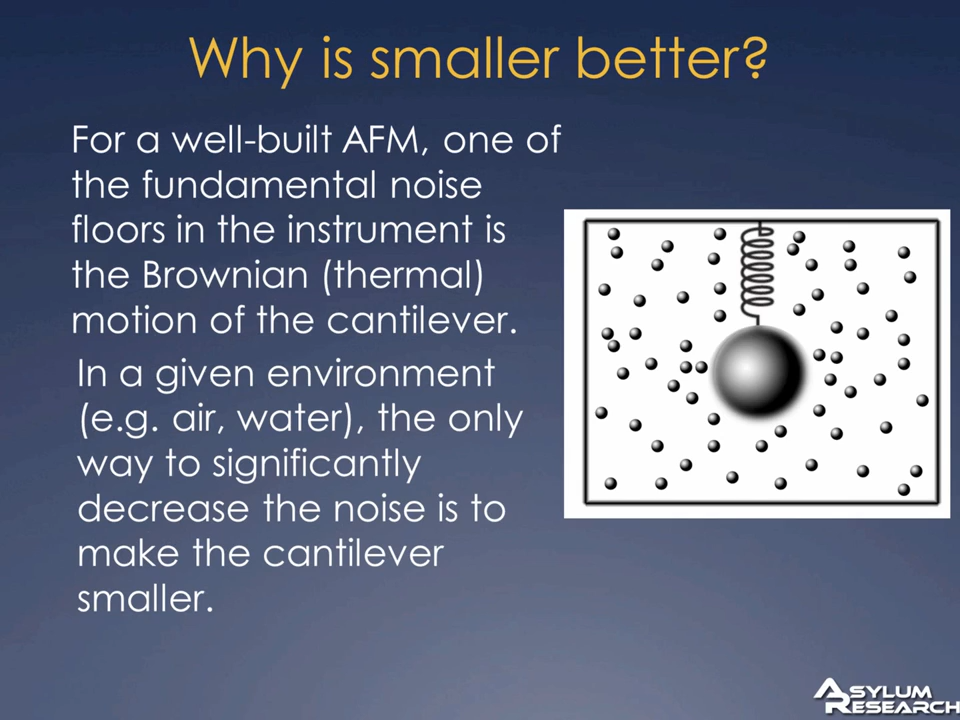 Why is smaller better?
For a well-built AFM, one of
the fundamental noise
floors in the instrument is
the Brownian (thermal)
motion of the cantilever.
In a given environment
(e.g. air, water), the only
way to significantly
decrease the noise is to
make the cantilever
smaller.
ASYLUM
RESEARCH